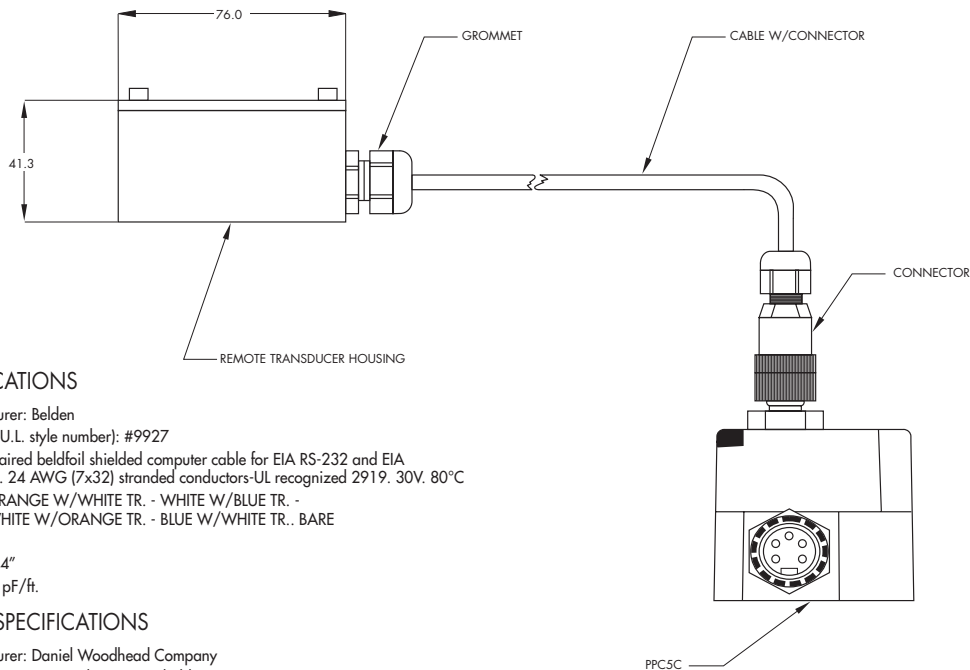 76.0
GROMMET
CABLE W/CONNECTOR
41.3
CONNECTOR
REMOTE TRANSDUCER HOUSING
CATIONS
urer: Belden
U.L. style number): #9927
aired beldfoil shielded computer cable for EIA RS-232 and EIA
. 24 AWG (7x32) stranded conductors-UL recognized 2919. 30V. 80°C
RANGE W/WHITE TR. - WHITE W/BLUE TR. -
HITE W/ORANGE TR. - BLUE W/WHITE TR.. BARE
4"
pF/ft.
SPECIFICATIONS
urer: Daniel Woodhead Company
PPC5C